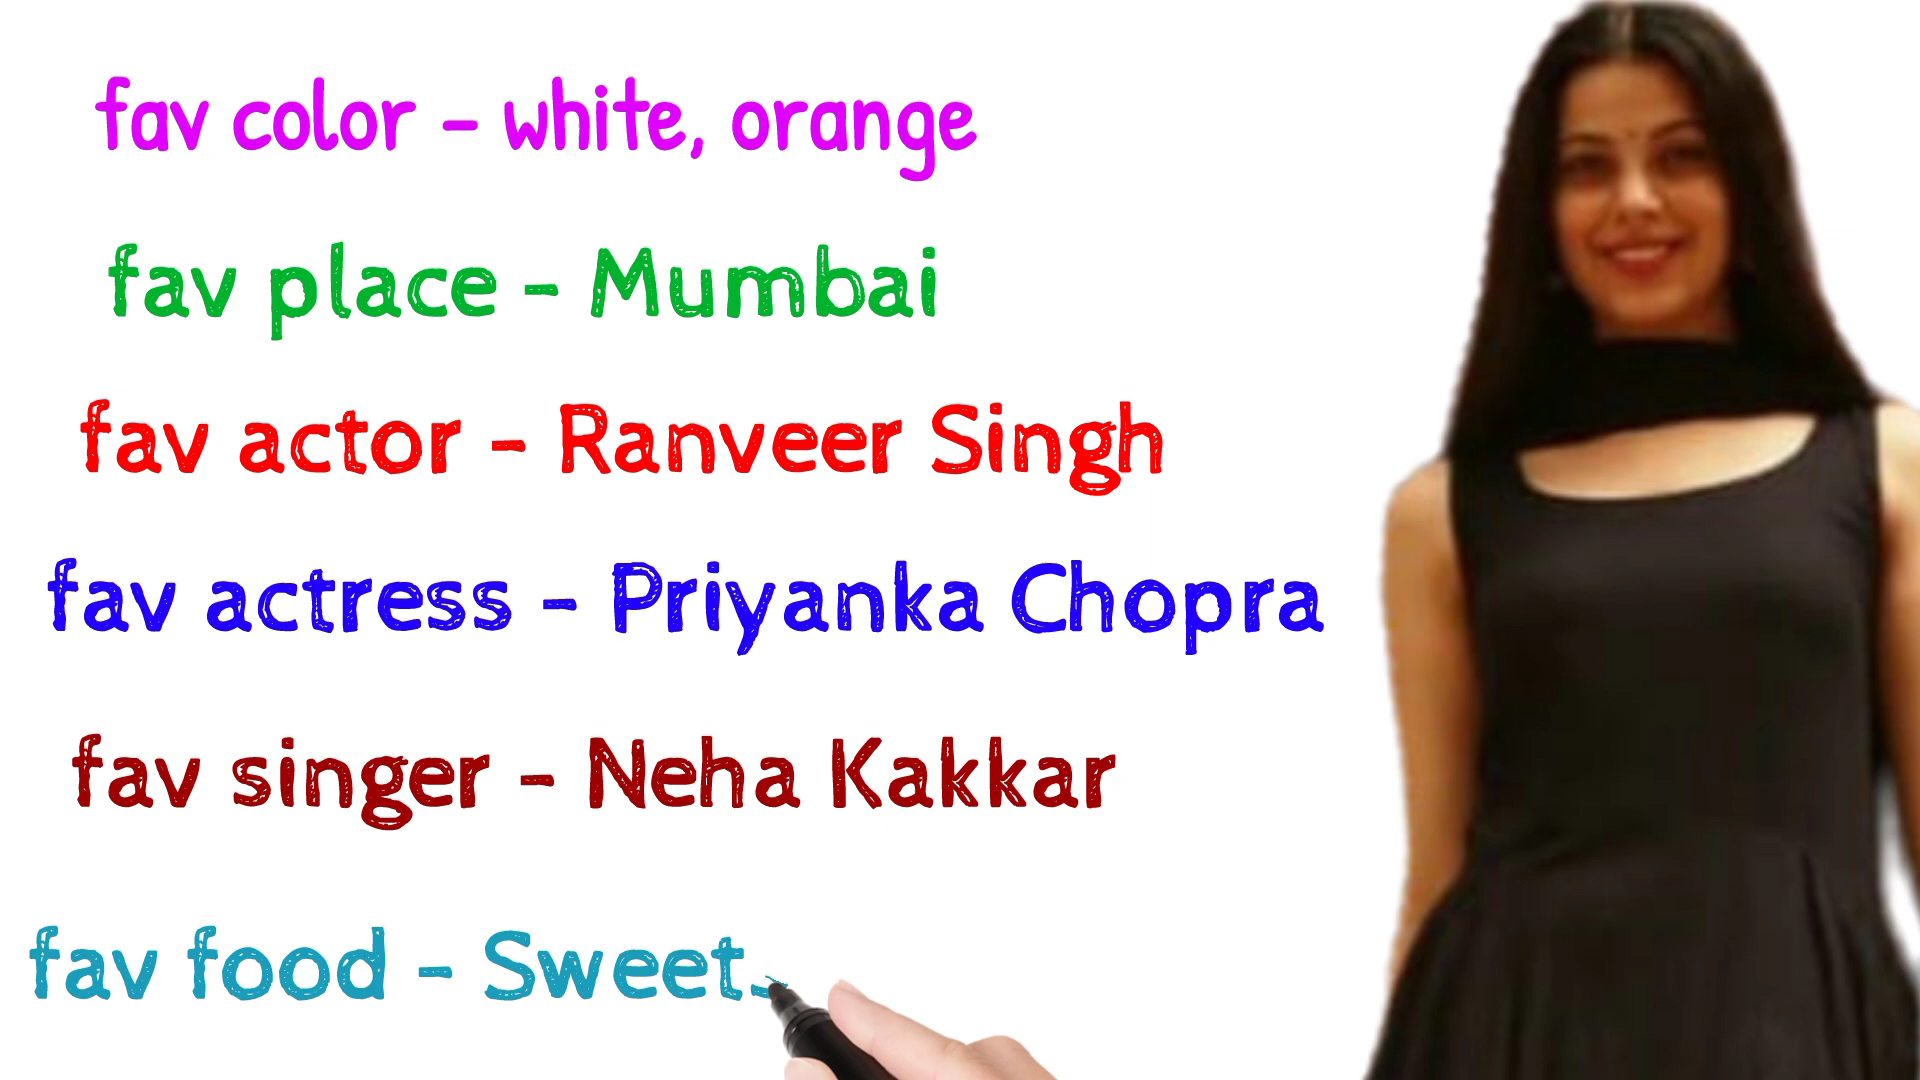 fav color - white, orange
fav place - Mumbai
fav actor - Ranveer Singh
fav actress - Priyanka Chopra
fav singer - Neha Kakkar
fav food - Sweet